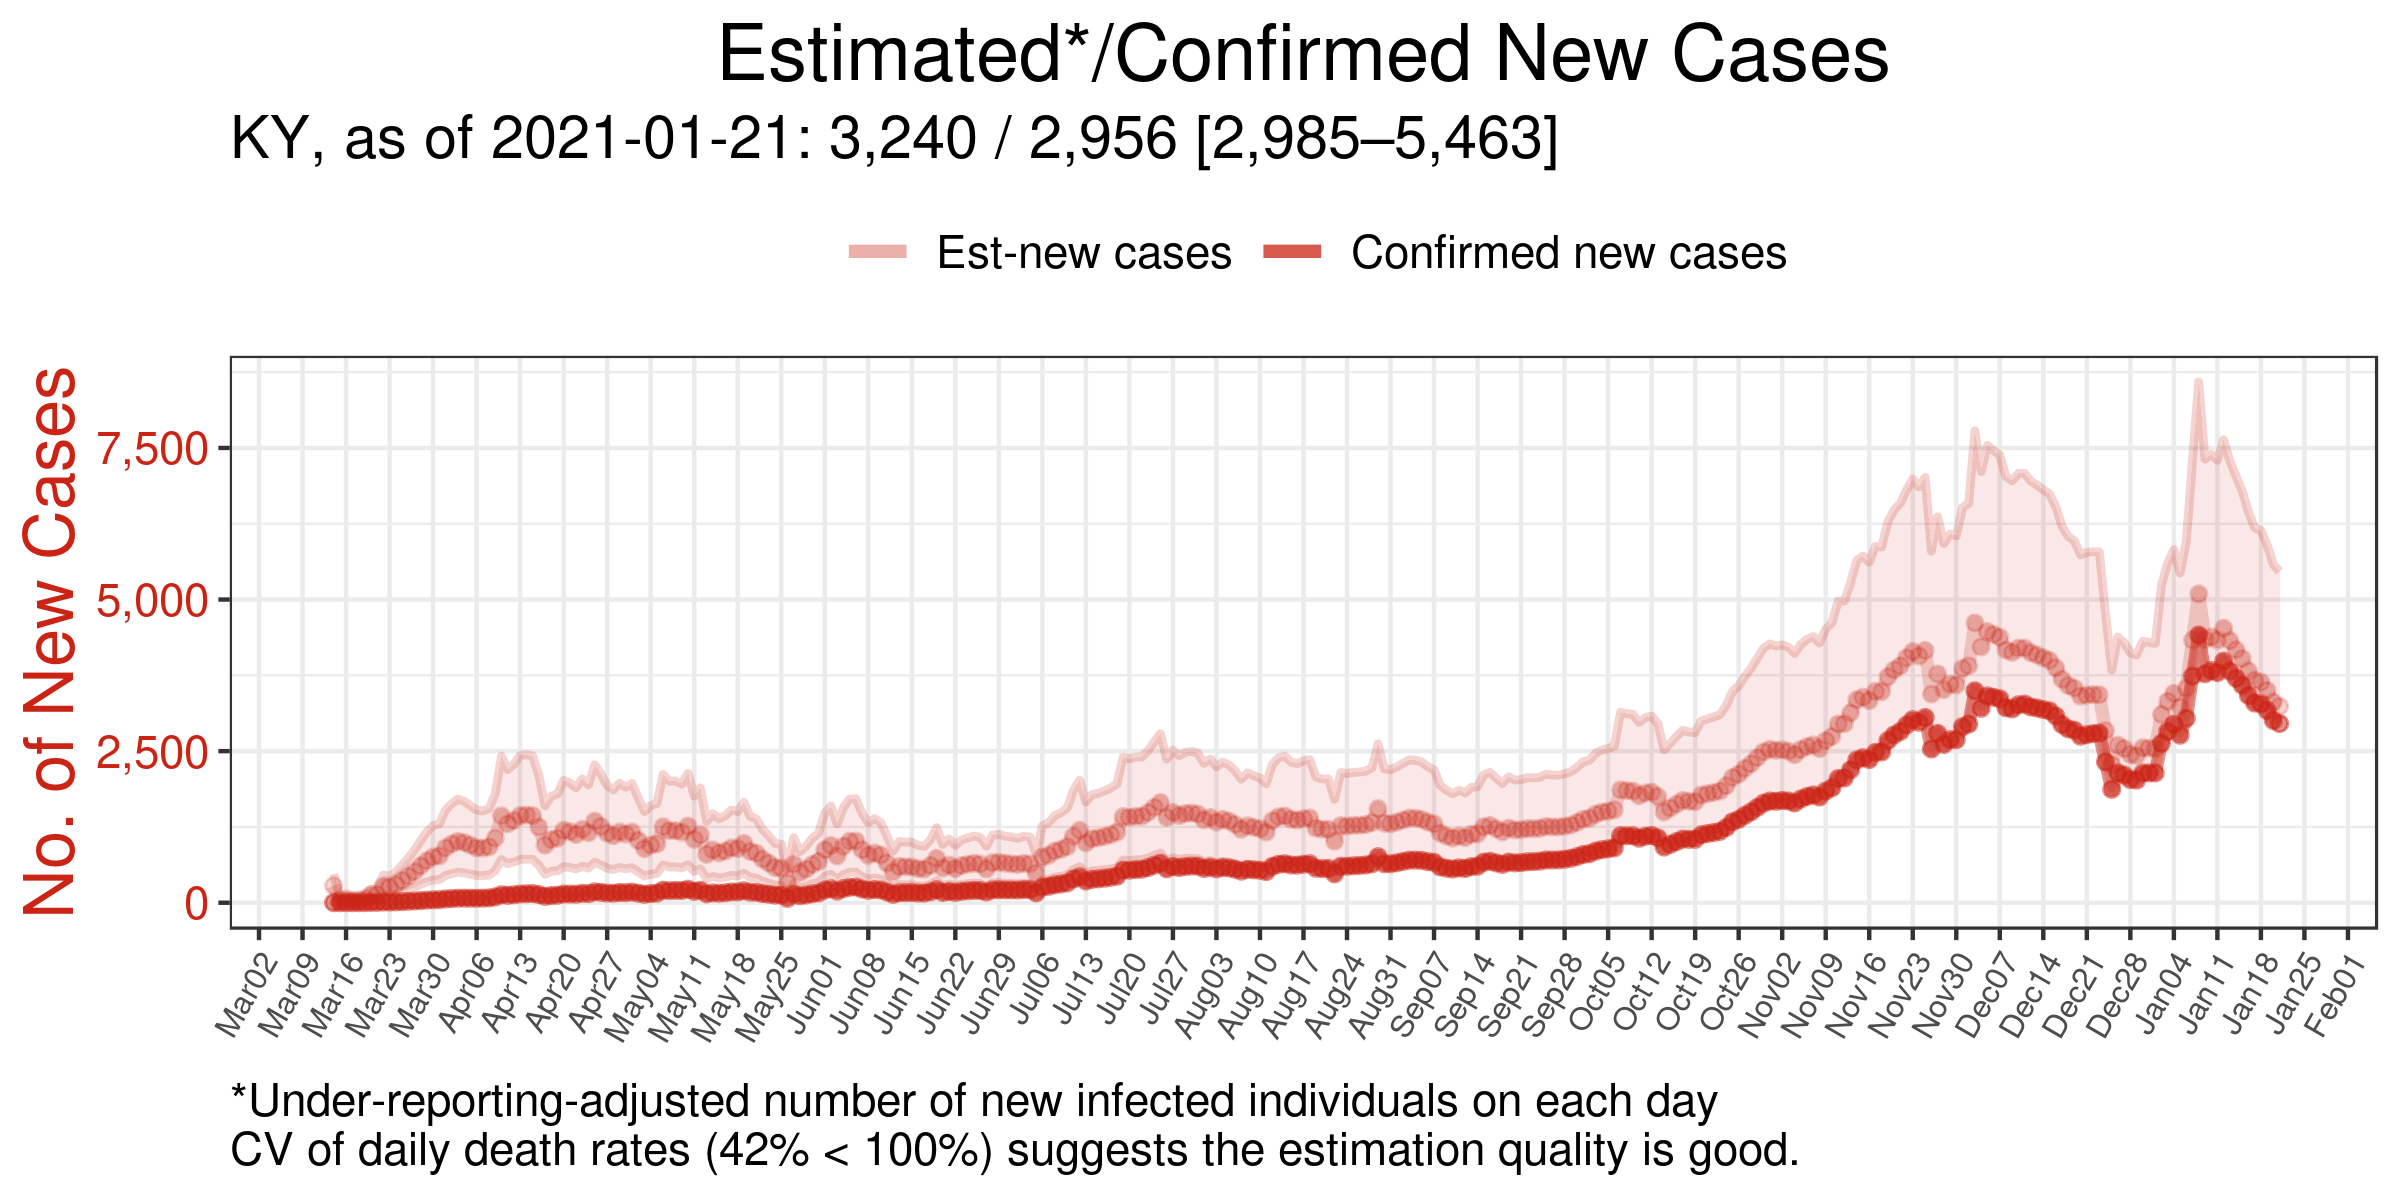 Estimated*/Confirmed New Cases
KY, as of 2021-01-21: 3,240 / 2,956 [2,985–5,463]
Est-new cases Confirmed new cases
No. of New Cases
7,500
5,000
2,500
0
Mar02 Mar09 Mar16 Mar23 Mar30 Apr06 Apr13 Apr20 Apr27 May04 May11 May18 May25 Jun01 Jun08 Jun15 Jun22 Jun29 Jul06 Jul13 Jul20 Jul27 Aug03 Aug10 Aug17 Aug24 Aug31 Sep07 Sep14 Sep21 Sep28 Oct05 Oct12 Oct19 Oct26 Nov02 Nov09 Nov16 Nov23 Nov30 Dec07 Dec14 Dec21 Dec28 Jan04 Jan11 Jan18 Jan25 Feb01
*Under-reporting-adjusted number of new infected individuals on each day
CV of daily death rates (42% < 100%) suggests the estimation quality is good.